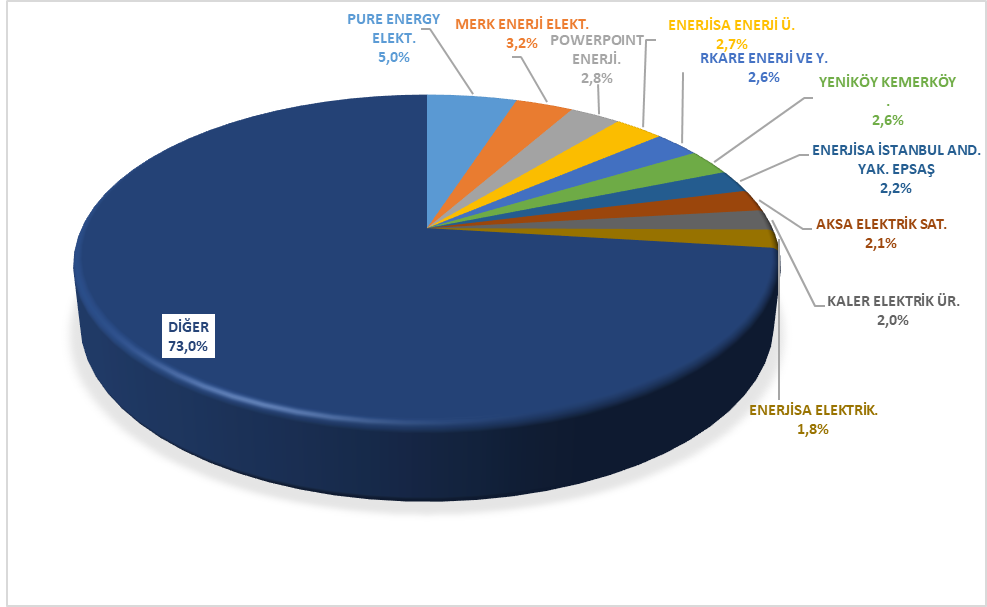 PURE ENERGY
ELEKT.
5,0%
MERK ENERJİ ELEKT.
3,2%
POWERPOINT
ENERJİ.
2,8%
ENERJİSA ENERJİ Ü.
2,7%
RKARE ENERJİ VE Y.
2,6%
YENİKÖY KEMERKÖY
.
2,6%
ENERJİSA İSTANBUL AND.
YAK. EPSAŞ
2,2%
AKSA ELEKTRİK SAT.
2,1%
KALER ELEKTRİK ÜR.
2,0%
ENERJİSA ELEKTRİK.
1,8%
DİĞER
73,0%